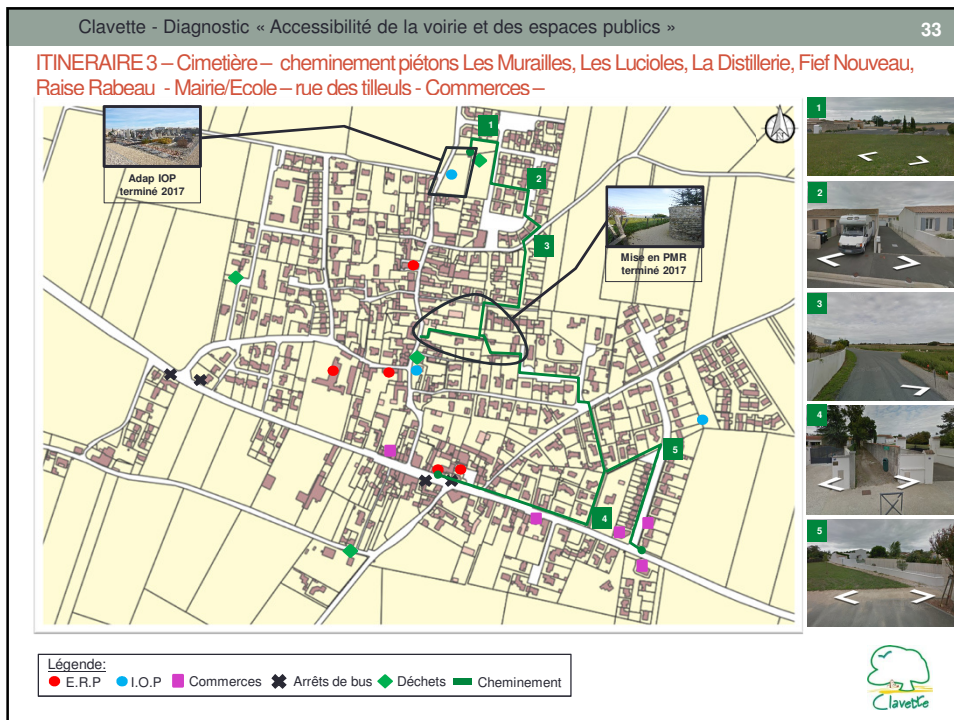 Clavette - Diagnostic « Accessibilité de la voirie et des espaces publics »
33
ITINERAIRE 3 – Cimetière – cheminement piétons Les Murailles, Les Lucioles, La Distillerie, Fief Nouveau,
Raise Rabeau - Mairie/Ecole – rue des tilleuls - Commerces –
Adap IOP
terminé 2017
Mise en PMR
terminé 2017
1
2
3
4
5
1
2
3
4
5
Légende:
E.R.P
I.O.P
Commerces
Arrêts de bus
Déchets
Cheminement
Clavette